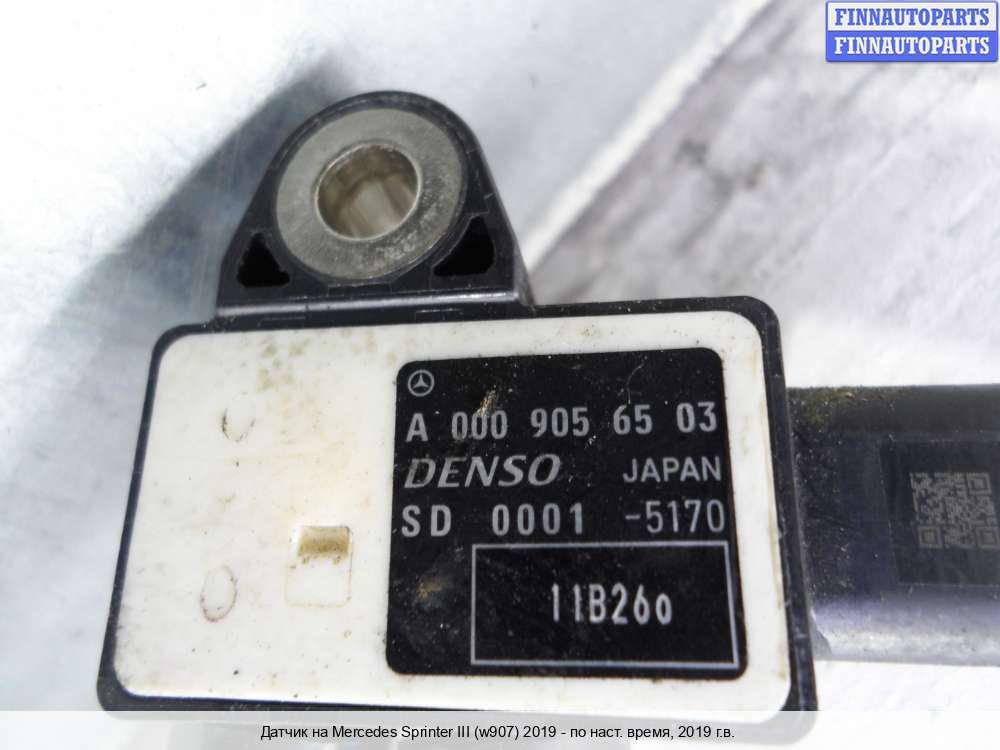 FINNAUTOPARTS
FINNAUTOPARTS
A 000 905 65 03
DENSO JAPAN
SD 0001 -5170
11B26o
Датчик на Mercedes Sprinter III (w907) 2019 - по наст. время, 2019 г.в.